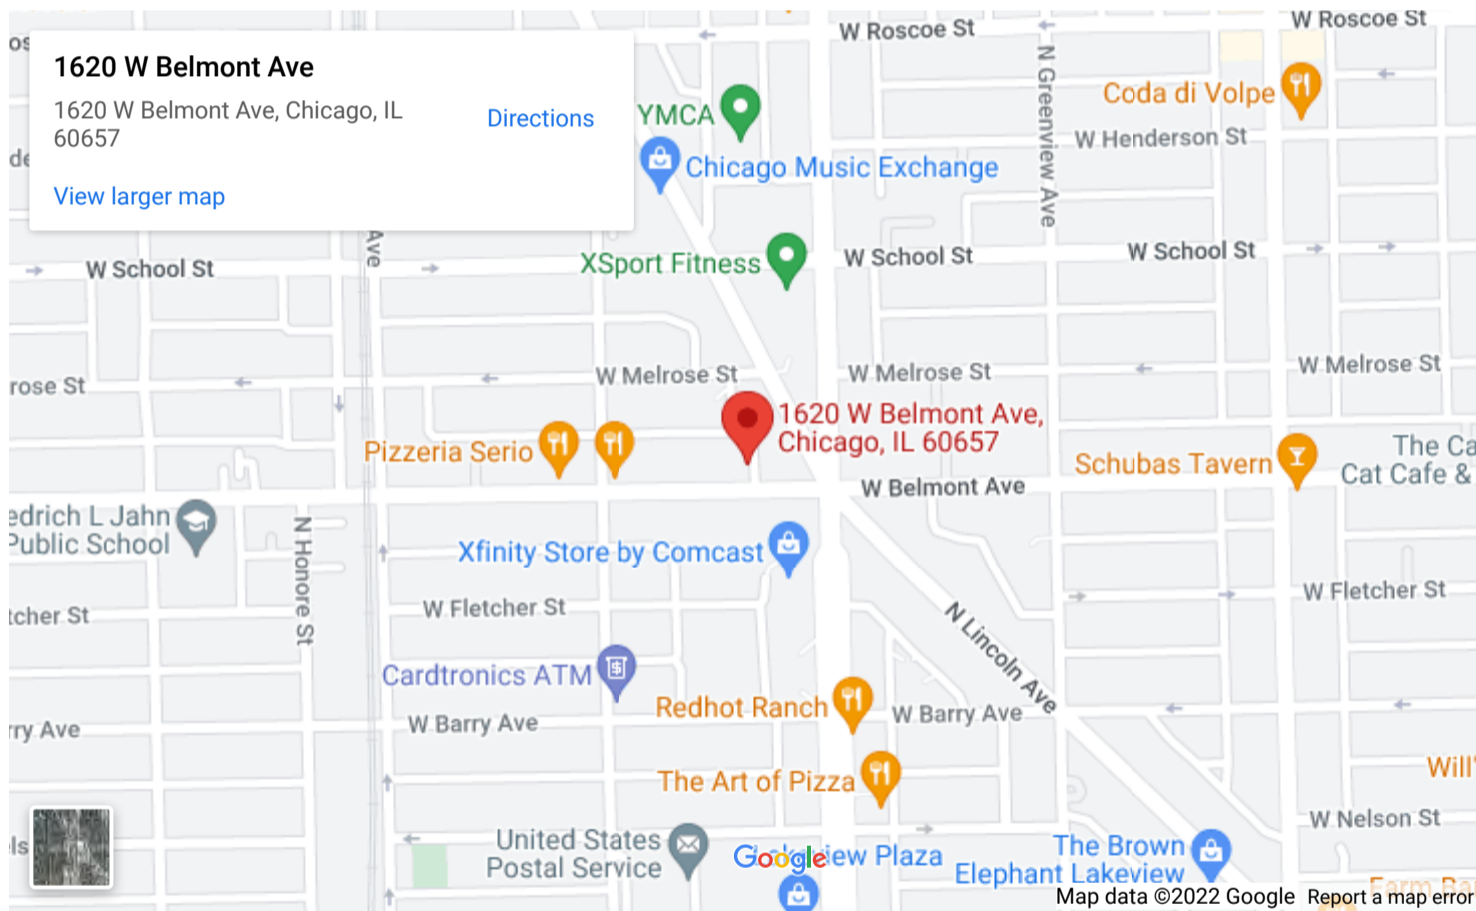 W Roscoe St
W Roscoe St
1620 W Belmont Ave
1620 W Belmont Ave, Chicago, IL
60657
Directions
View larger map
YMCA
Chicago Music Exchange
N Greenview Ave
Coda di Volpe
W Henderson St
Ave
W School St
XSport Fitness
W School St
W School St
rose St
W Melrose St
W Melrose St
W Melrose St
1620 W Belmont Ave,
Chicago, IL 60657
Pizzeria Serio
Schubas Tavern
The Ca
Cat Cafe &
W Belmont Ave
edrich L Jahn
Public School
N Honore St
Xfinity Store by Comcast
tcher St
W Fletcher St
W Fletcher St
N Lincoln Ave
Cardtronics ATM
Redhot Ranch
rry Ave
W Barry Ave
W Barry Ave
The Art of Pizza
Will'
W Nelson St
els
United States
Postal Service
Google
view Plaza
The Brown
Elephant Lakeview
Farm Ba
Map data ©2022 Google
Report a map error